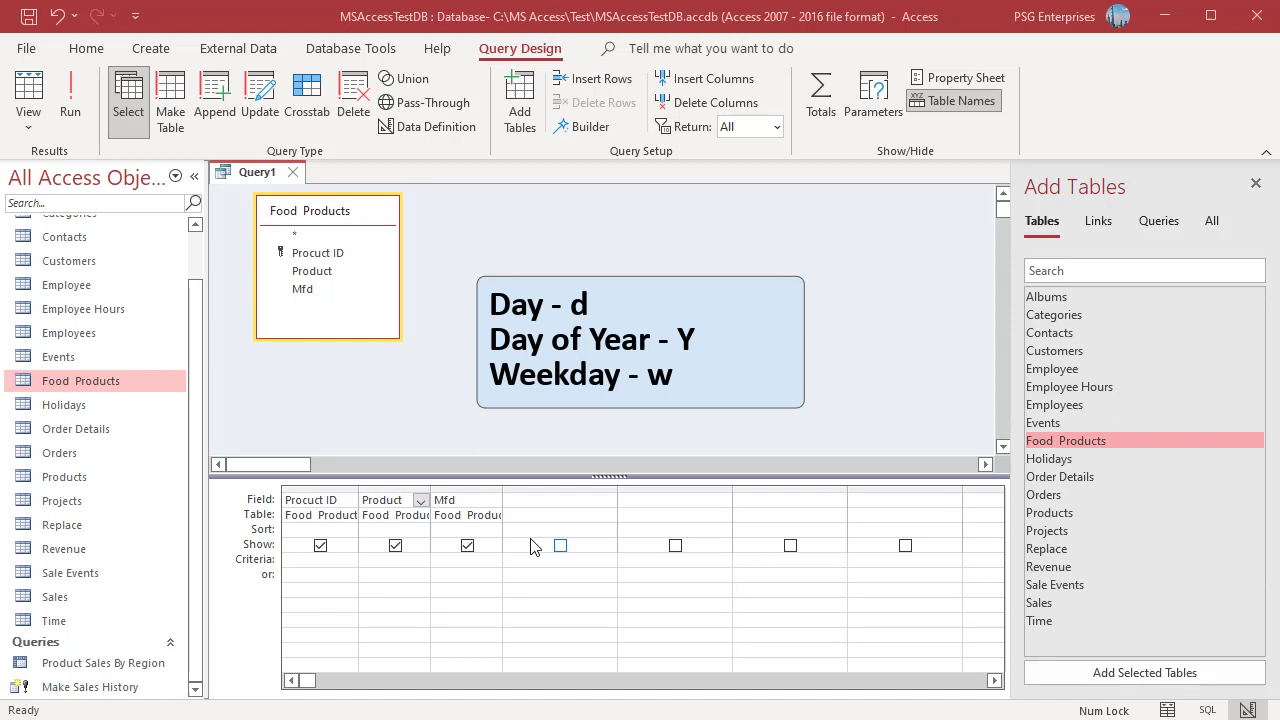 MSAccessTestDB : Database- C:\MS Access\Test\MSAccessTestDB.accdb (Access 2007 - 2016 file format) - Access
PSG Enterprises
File Home Create External Data Database Tools Help Query Design Tell me what you want to do
View
Run
Results
Select
Make Table
Append
Update
Crosstab
Delete
Union
Pass-Through
Data Definition
Query Type
Add Tables
Insert Rows
Delete Rows
Builder
Insert Columns
Delete Columns
Return: All
Query Setup
Totals
Parameters
Property Sheet
XYZ Table Names
Show/Hide
All Access Obje...
Search...
Categories
Contacts
Customers
Employee
Employee Hours
Employees
Events
Food Products
Holidays
Order Details
Orders
Products
Projects
Replace
Revenue
Sale Events
Sales
Time
Queries
Product Sales By Region
Make Sales History
Query1
Food Products
*
Procuct ID
Product
Mfd
Day - d
Day of Year - Y
Weekday - w
Field: Procuct ID Product Mfd
Table: Food Product Food Produc Food Produc
Sort:
Show:
Criteria:
or:
Add Tables
Tables Links Queries All
Search
Albums
Categories
Contacts
Customers
Employee
Employee Hours
Employees
Events
Food Products
Holidays
Order Details
Orders
Products
Projects
Replace
Revenue
Sale Events
Sales
Time
Add Selected Tables
Ready
Num Lock
SQL